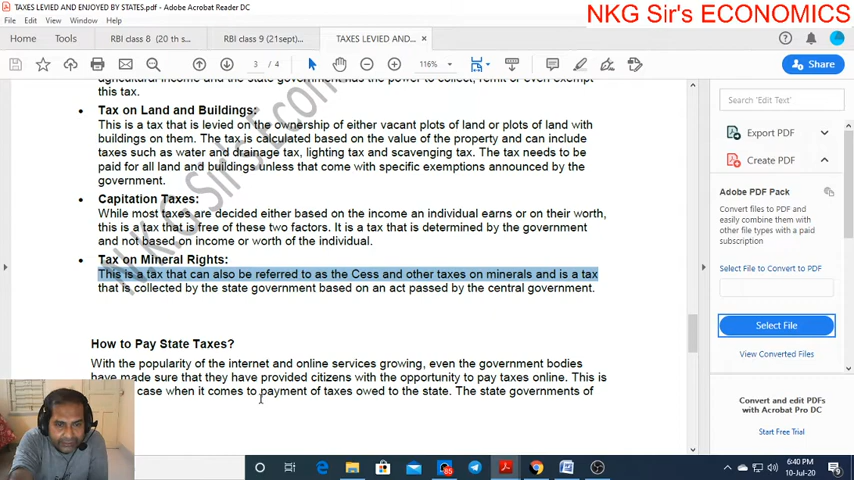 TAXES LEVIED AND ENJOYED BY STATES.pdf - Adobe Acrobat Reader DC
NKG Sir's ECONOMICS
File Edit View Window Help
Home Tools RBI class 8 (20 th s... RBI class 9 (21sept)... TAXES LEVIED AND... ×
3 / 4 116% Share
agricultural income and the state government has the power to collect, remit or even exempt
this tax.
• Tax on Land and Buildings:
This is a tax that is levied on the ownership of either vacant plots of land or plots of land with
buildings on them. The tax is calculated based on the value of the property and can include
taxes such as water and drainage tax, lighting tax and scavenging tax. The tax needs to be
paid for all land and buildings unless that come with specific exemptions announced by the
government.
• Capitation Taxes:
While most taxes are decided either based on the income an individual earns or on their worth,
this is a tax that is free of these two factors. It is a tax that is determined by the government
and not based on income or worth of the individual.
• Tax on Mineral Rights:
This is a tax that can also be referred to as the Cess and other taxes on minerals and is a tax
that is collected by the state government based on an act passed by the central government.
How to Pay State Taxes?
With the popularity of the internet and online services growing, even the government bodies
have made sure that they have provided citizens with the opportunity to pay taxes online. This is
case when it comes to payment of taxes owed to the state. The state governments of
N.K.G Sir's Econom
Search 'Edit Text'
Export PDF
Create PDF
Adobe PDF Pack
Convert files to PDF and
easily combine them with
other file types with a paid
subscription
Select File to Convert to PDF
Select File
View Converted Files
Convert and edit PDFs
with Acrobat Pro DC
Start Free Trial
85
6:40 PM
10-Jul-20